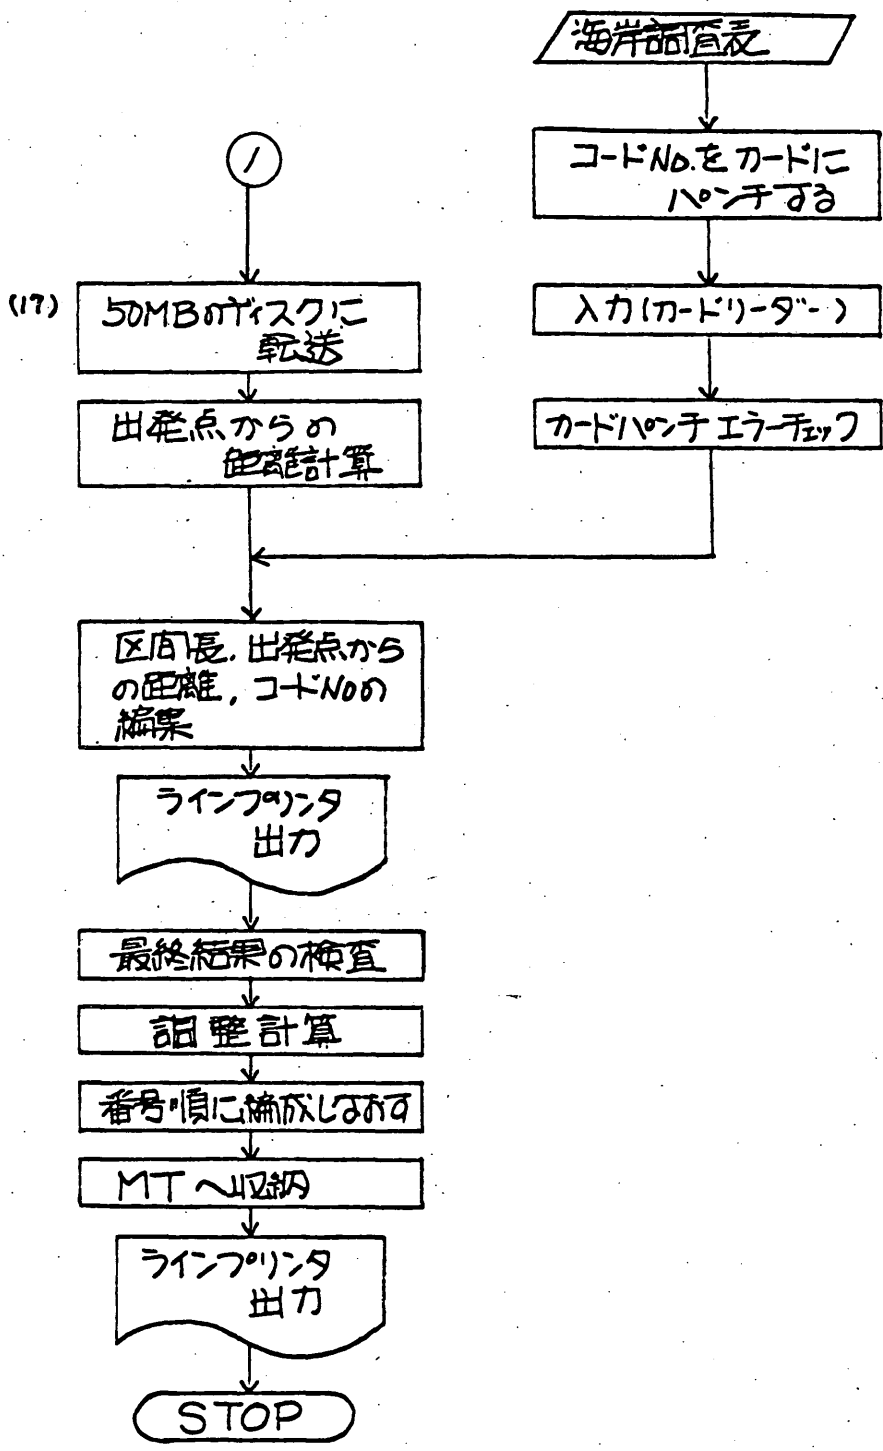 海岸調査表
コードNo.をカードに
パンチする
入力(カードリーダー)
カードパンチエラーチェック
1
(17)
50MBのディスクに
転送
出発点からの
距離計算
区間長、出発点から
の距離,コードNoの
編集
ラインプリンタ
出力
最終結果の検査
調整計算
番号順に編成しなおす
MTへ収納
ラインプリンタ
出力
STOP